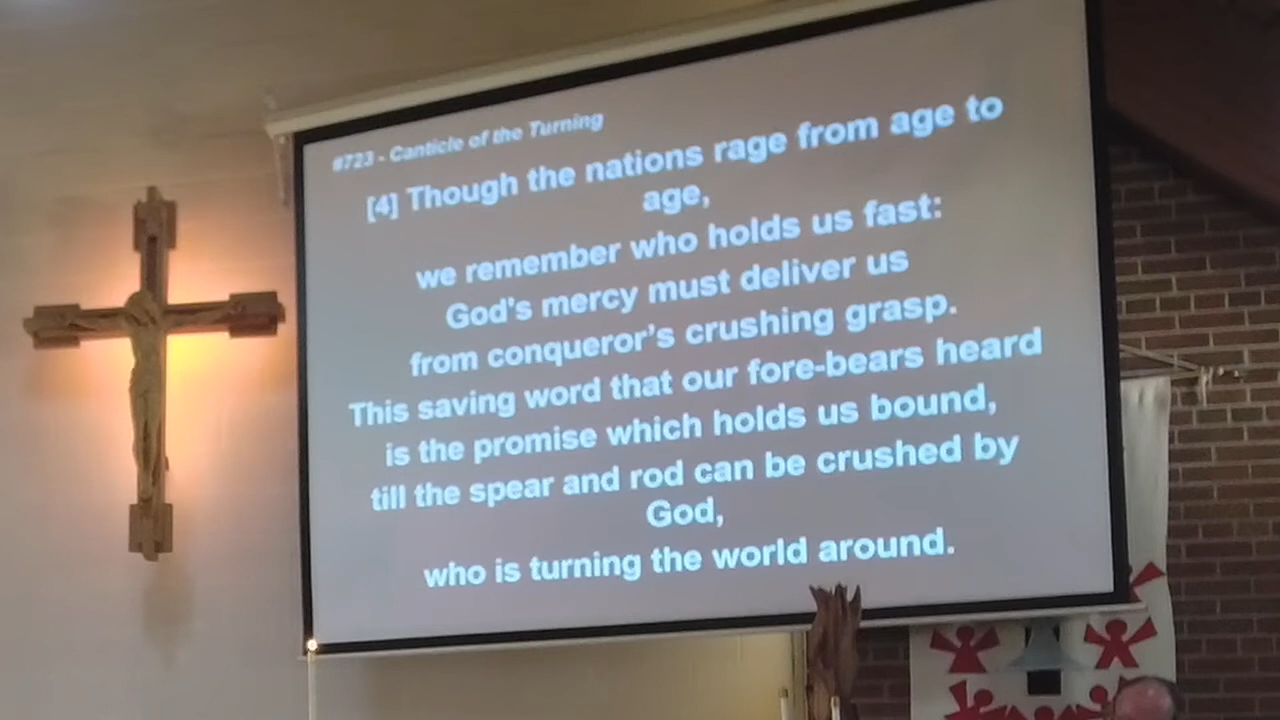 #723 - Canticle of the Turning
[4] Though the nations rage from age to
age,
we remember who holds us fast:
God's mercy must deliver us
from conqueror’s crushing grasp.
This saving word that our fore-bears heard
is the promise which holds us bound,
till the spear and rod can be crushed by
God,
who is turning the world around.